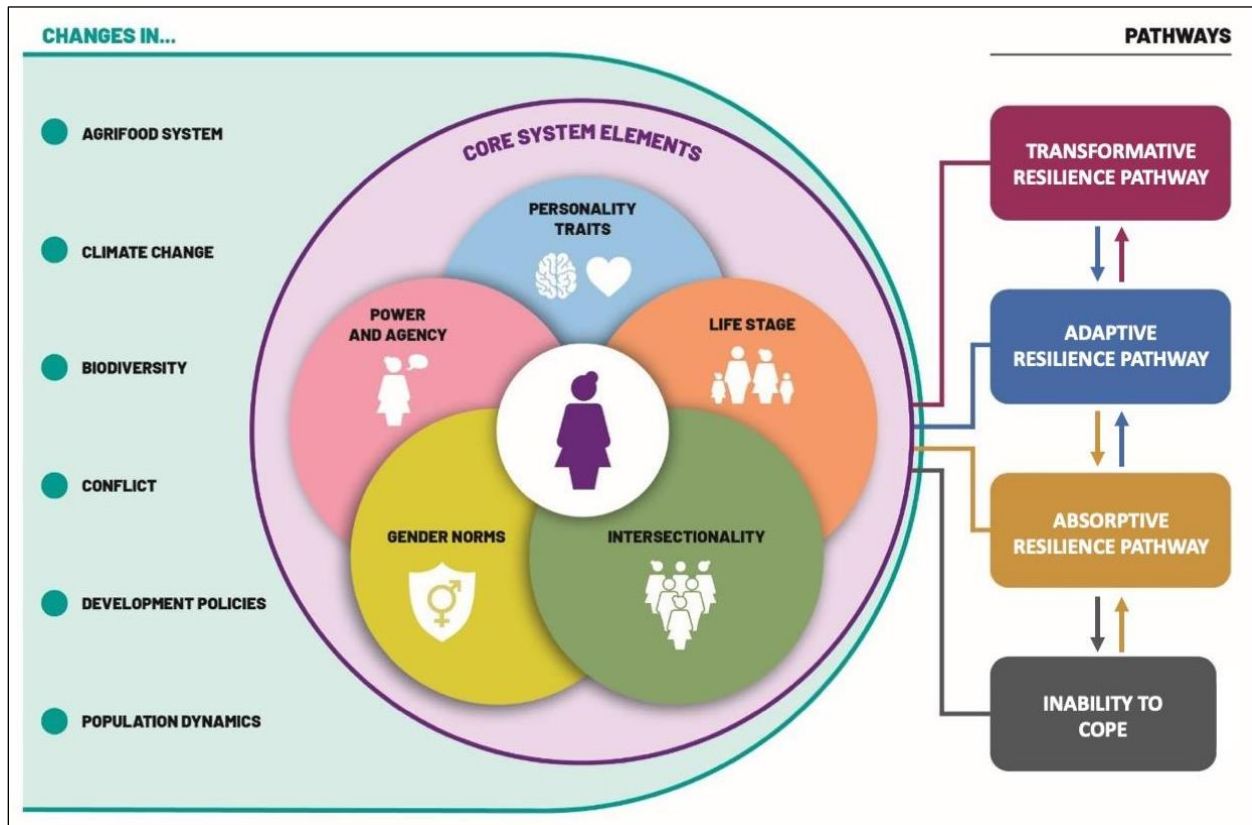 CHANGES IN...
AGRIFOOD SYSTEM
CLIMATE CHANGE
BIODIVERSITY
CONFLICT
DEVELOPMENT POLICIES
POPULATION DYNAMICS
CORE SYSTEM ELEMENTS
PERSONALITY
TRAITS
POWER
AND AGENCY
LIFE STAGE
GENDER NORMS
INTERSECTIONALITY
PATHWAYS
TRANSFORMATIVE
RESILIENCE PATHWAY
ADAPTIVE
RESILIENCE PATHWAY
ABSORPTIVE
RESILIENCE PATHWAY
INABILITY TO
COPE